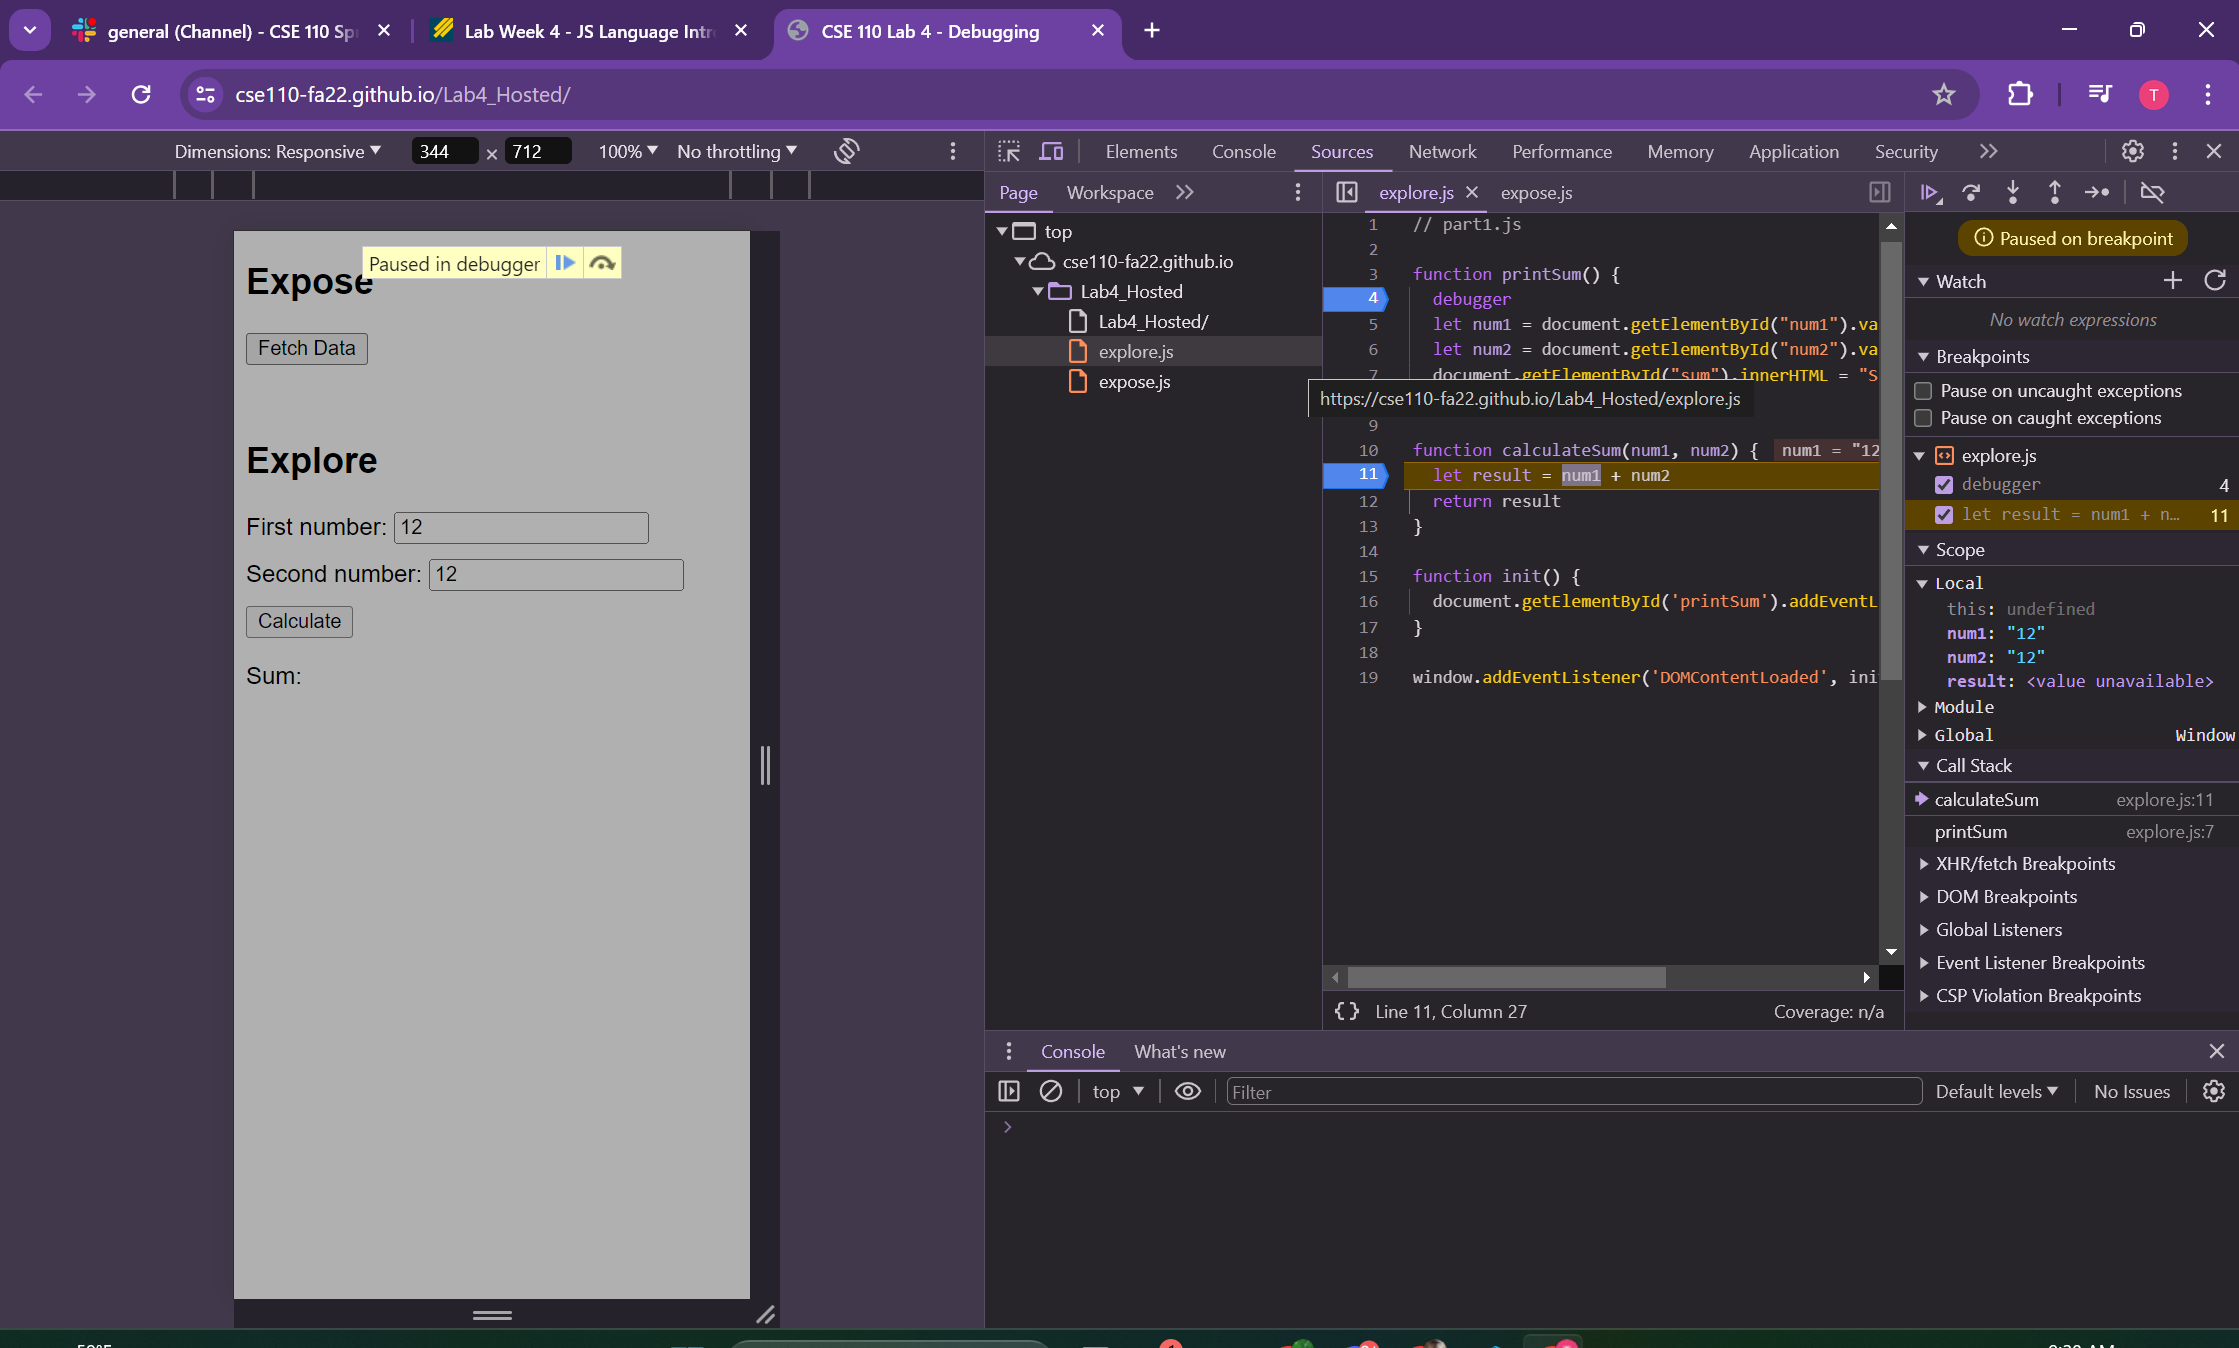 general (Channel) - CSE 110 Sp
Lab Week 4 - JS Language Intr
CSE 110 Lab 4 - Debugging
cse110-fa22.github.io/Lab4_Hosted/
T
Dimensions: Responsive
344 × 712
100%
No throttling
Elements
Console
Sources
Network
Performance
Memory
Application
Security
Page
Workspace
explore.js
expose.js
top
cse110-fa22.github.io
Lab4_Hosted
Lab4_Hosted/
explore.js
expose.js
Paused in debugger
Expose
Fetch Data
Explore
First number: 12
Second number: 12
Calculate
Sum:
1 // part1.js
2
3 function printSum() {
4 debugger
5 let num1 = document.getElementById("num1").va
6 let num2 = document.getElementById("num2").va
7 document.getElementById("sum").innerHTML = "S
https://cse110-fa22.github.io/Lab4_Hosted/explore.js
9
10 function calculateSum(num1, num2) { num1 = "12
11 let result = num1 + num2
12 return result
13 }
14
15 function init() {
16 document.getElementById('printSum').addEventL
17 }
18
19 window.addEventListener('DOMContentLoaded', ini
{ } Line 11, Column 27
Coverage: n/a
Paused on breakpoint
Watch
No watch expressions
Breakpoints
Pause on uncaught exceptions
Pause on caught exceptions
explore.js
debugger 4
let result = num1 + n… 11
Scope
Local
this: undefined
num1: "12"
num2: "12"
result: <value unavailable>
Module
Global Window
Call Stack
calculateSum explore.js:11
printSum explore.js:7
XHR/fetch Breakpoints
DOM Breakpoints
Global Listeners
Event Listener Breakpoints
CSP Violation Breakpoints
Console
What's new
top
Filter
Default levels
No Issues